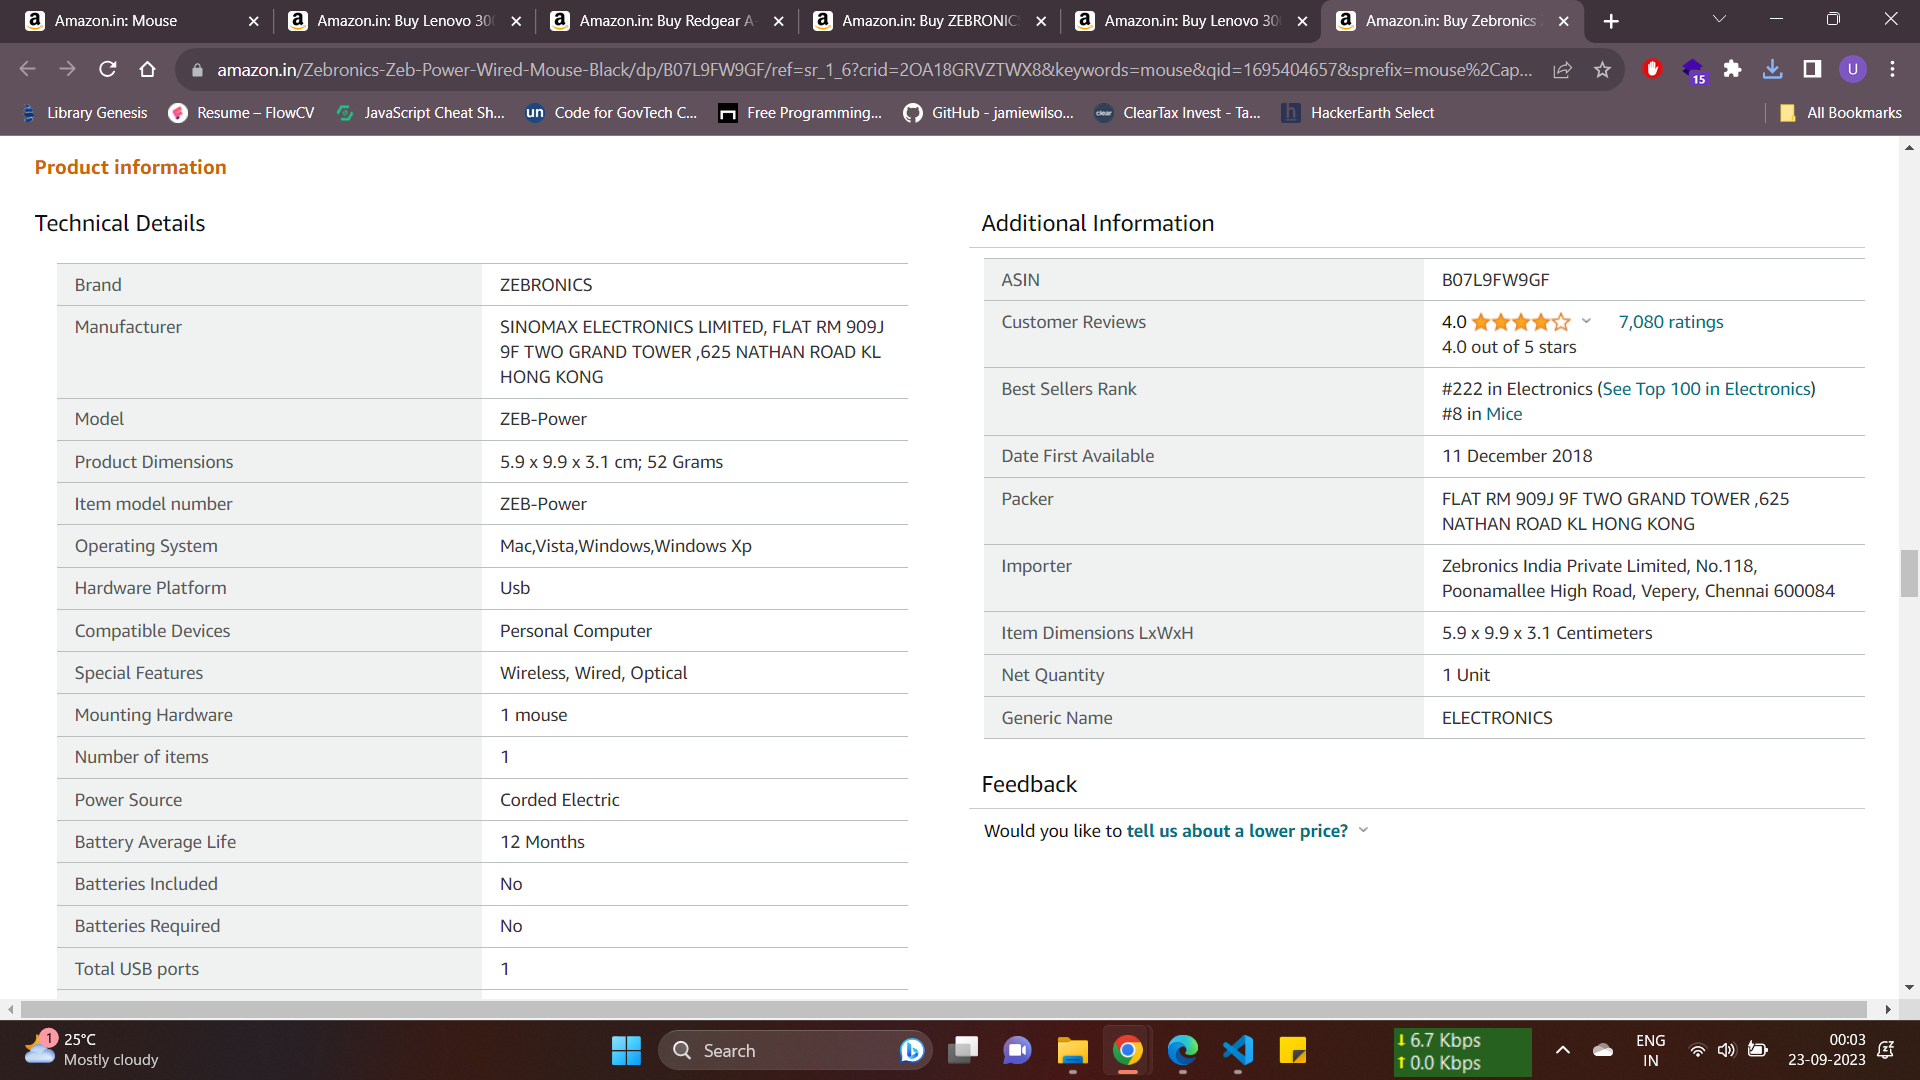 Amazon.in: Mouse
Amazon.in: Buy Lenovo 300
Amazon.in: Buy Redgear A-
Amazon.in: Buy ZEBRONICS
Amazon.in: Buy Lenovo 300
Amazon.in: Buy Zebronics
amazon.in/Zebronics-Zeb-Power-Wired-Mouse-Black/dp/B07L9FW9GF/ref=sr_1_6?crid=2OA18GRVZTWX8&keywords=mouse&qid=1695404657&sprefix=mouse%2Cap...
15
U
Library Genesis
Resume – FlowCV
JavaScript Cheat Sh...
un
Code for GovTech C...
Free Programming...
GitHub - jamiewilso...
clear
ClearTax Invest - Ta...
h
HackerEarth Select
All Bookmarks
Product information
Technical Details
Brand ZEBRONICS
Manufacturer SINOMAX ELECTRONICS LIMITED, FLAT RM 909J
9F TWO GRAND TOWER ,625 NATHAN ROAD KL
HONG KONG
Model ZEB-Power
Product Dimensions 5.9 x 9.9 x 3.1 cm; 52 Grams
Item model number ZEB-Power
Operating System Mac,Vista,Windows,Windows Xp
Hardware Platform Usb
Compatible Devices Personal Computer
Special Features Wireless, Wired, Optical
Mounting Hardware 1 mouse
Number of items 1
Power Source Corded Electric
Battery Average Life 12 Months
Batteries Included No
Batteries Required No
Total USB ports 1
Additional Information
ASIN B07L9FW9GF
Customer Reviews 4.0 7,080 ratings
4.0 out of 5 stars
Best Sellers Rank #222 in Electronics (See Top 100 in Electronics)
#8 in Mice
Date First Available 11 December 2018
Packer FLAT RM 909J 9F TWO GRAND TOWER ,625
NATHAN ROAD KL HONG KONG
Importer Zebronics India Private Limited, No.118,
Poonamallee High Road, Vepery, Chennai 600084
Item Dimensions LxWxH 5.9 x 9.9 x 3.1 Centimeters
Net Quantity 1 Unit
Generic Name ELECTRONICS
Feedback
Would you like to tell us about a lower price?
1
25°C
Mostly cloudy
Search
6.7 Kbps
0.0 Kbps
ENG
IN
00:03
23-09-2023